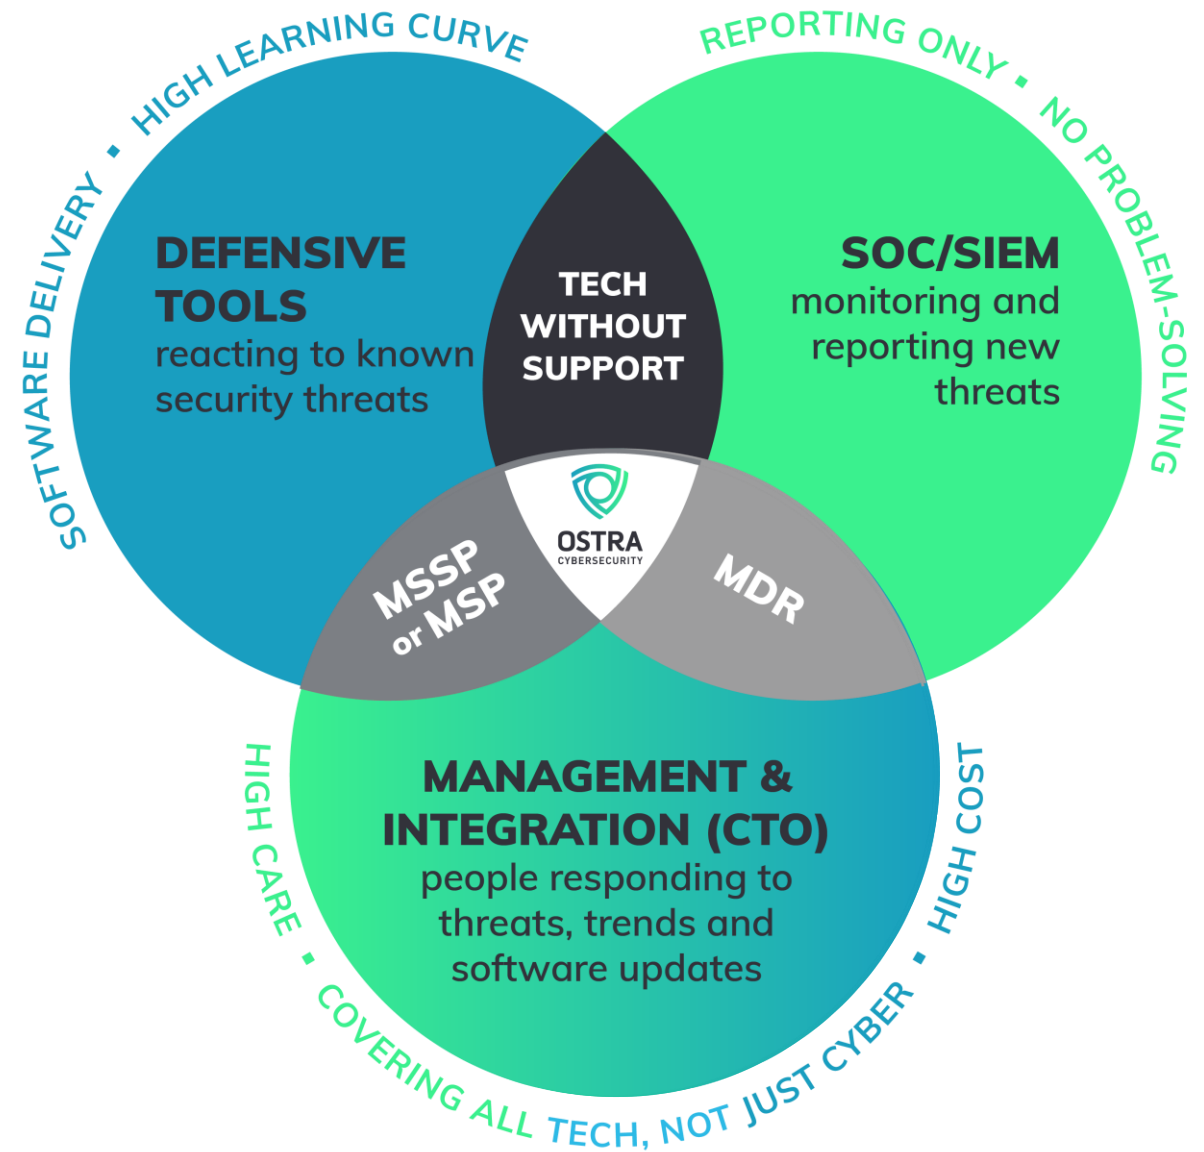 SOFTWARE DELIVERY • HIGH LEARNING CURVE
REPORTING ONLY • NO PROBLEM-SOLVING
DEFENSIVE
TOOLS
reacting to known
security threats
TECH
WITHOUT
SUPPORT
SOC/SIEM
monitoring and
reporting new
threats
MSSP
or MSP
OSTRA
CYBERSECURITY
MDR
MANAGEMENT &
INTEGRATION (CTO)
people responding to
threats, trends and
software updates
HIGH CARE • COVERING ALL TECH, NOT JUST CYBER • HIGH COST